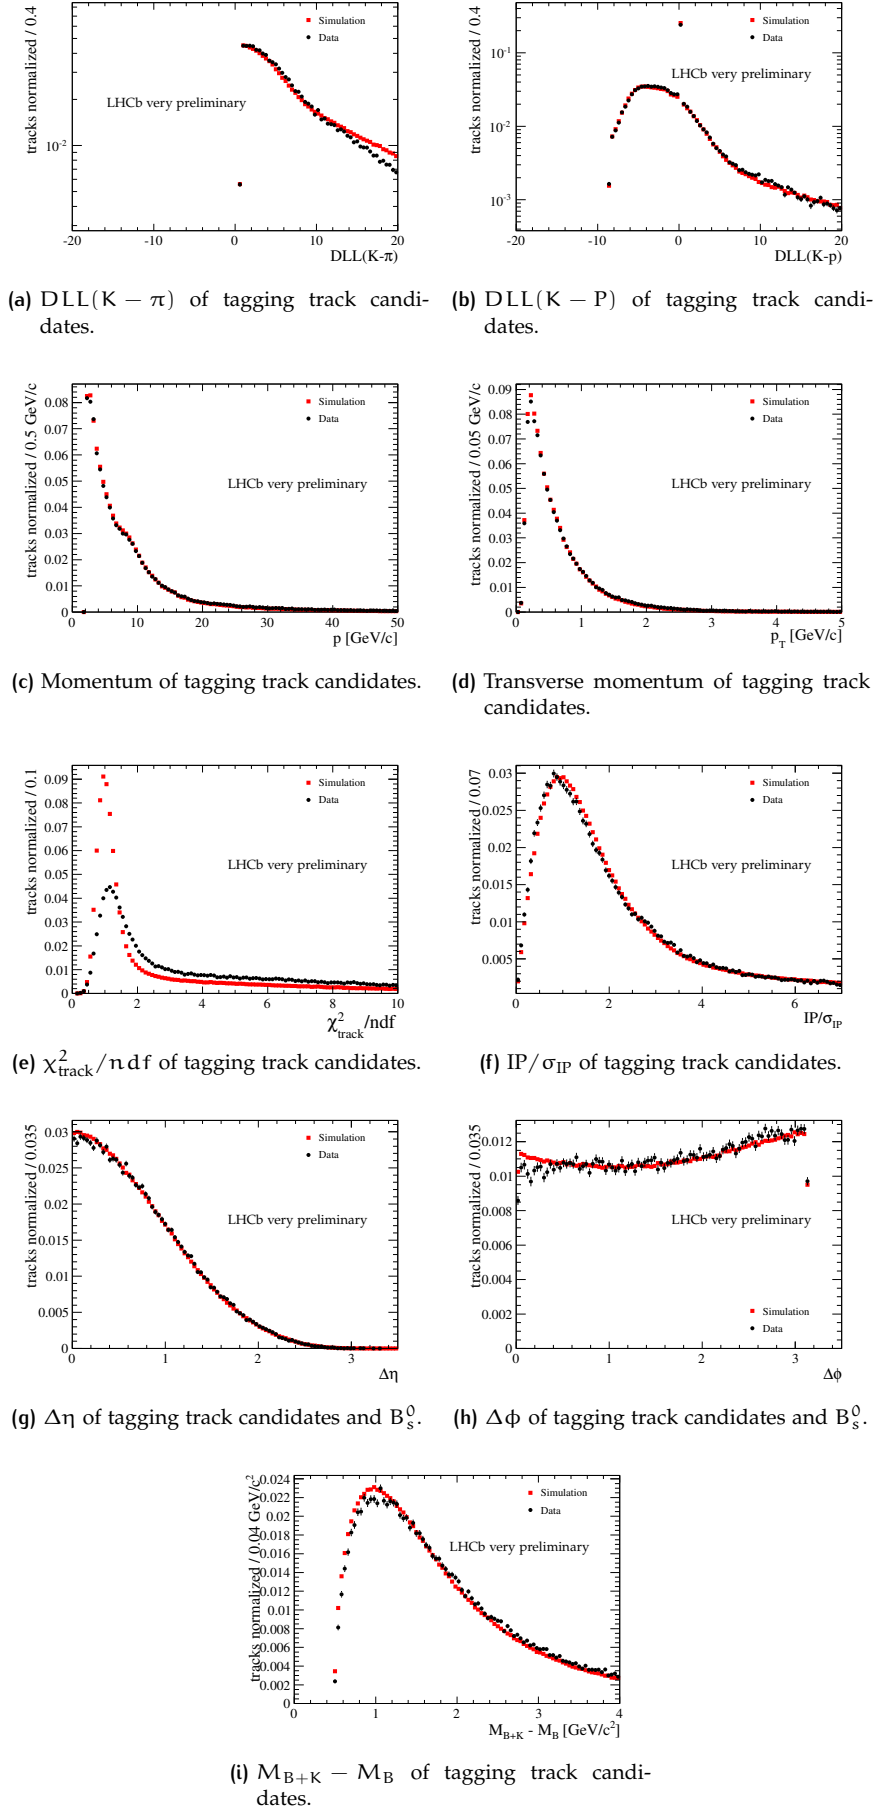 tracks normalized / 0.4
Simulation
Data
LHCb very preliminary
10⁻²
-20 -10 0 10 20
DLL(K-π)
(a) DLL(K − π) of tagging track candi-
dates.
tracks normalized / 0.4
Simulation
Data
LHCb very preliminary
10⁻¹
10⁻²
10⁻³
-20 -10 0 10 20
DLL(K-p)
(b) DLL(K − P) of tagging track candi-
dates.
tracks normalized / 0.5 GeV/c
0.08
0.07
0.06
0.05
0.04
0.03
0.02
0.01
0
Simulation
Data
LHCb very preliminary
0 10 20 30 40 50
p [GeV/c]
(c) Momentum of tagging track candidates.
tracks normalized / 0.05 GeV/c
0.09
0.08
0.07
0.06
0.05
0.04
0.03
0.02
0.01
0
Simulation
Data
LHCb very preliminary
0 1 2 3 4 5
p_T [GeV/c]
(d) Transverse momentum of tagging track
candidates.
tracks normalized / 0.1
0.09
0.08
0.07
0.06
0.05
0.04
0.03
0.02
0.01
0
Simulation
Data
LHCb very preliminary
0 2 4 6 8 10
χ²_track/ndf
(e) χ²_track/ndf of tagging track candidates.
tracks normalized / 0.07
0.03
0.025
0.02
0.015
0.01
0.005
Simulation
Data
LHCb very preliminary
0 2 4 6
IP/σ_IP
(f) IP/σ_IP of tagging track candidates.
tracks normalized / 0.035
0.03
0.025
0.02
0.015
0.01
0.005
0
Simulation
Data
LHCb very preliminary
0 1 2 3
Δη
(g) Δη of tagging track candidates and B_s^0.
tracks normalized / 0.035
0.012
0.01
0.008
0.006
0.004
0.002
0
LHCb very preliminary
Simulation
Data
0 1 2 3
Δϕ
(h) Δϕ of tagging track candidates and B_s^0.
tracks normalized / 0.04 GeV/c²
0.024
0.022
0.02
0.018
0.016
0.014
0.012
0.01
0.008
0.006
0.004
0.002
0
Simulation
Data
LHCb very preliminary
0 1 2 3 4
M_B+K - M_B [GeV/c²]
(i) M_B+K − M_B of tagging track candi-
dates.